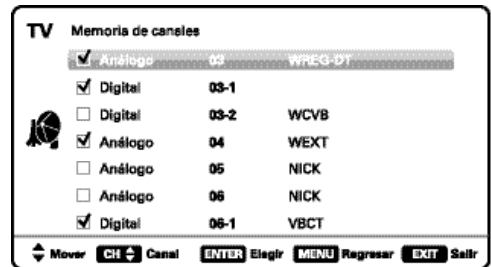 TV Memoria de canales
Análogo 03 WREG-DT
Digital 03-1
Digital 03-2 WCVB
Análogo 04 WEXT
Análogo 05 NICK
Análogo 06 NICK
Digital 06-1 VBCT
Mover CH Canal ENTER Elegir MENU Regresar EXIT Salir